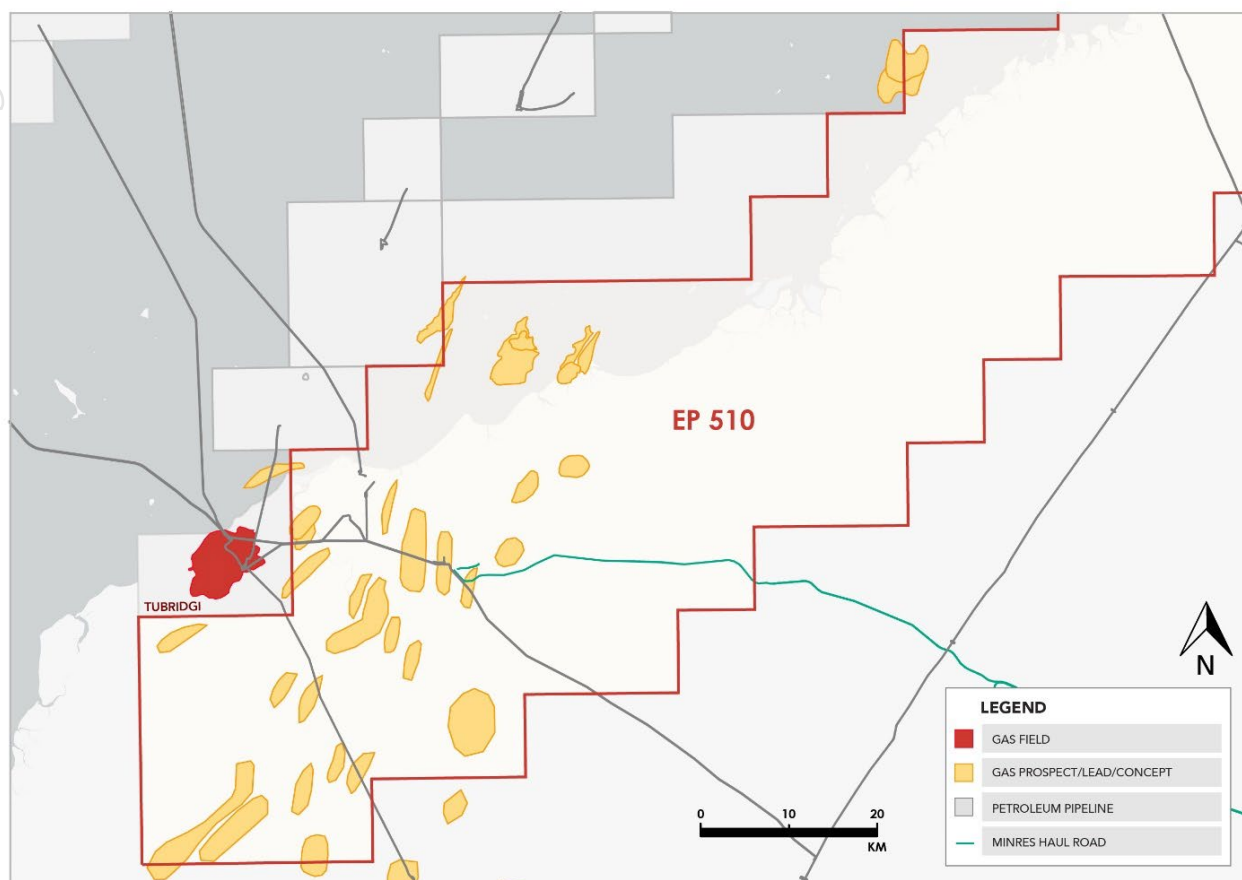 EP 510
TUBRIDGI
N
LEGEND
GAS FIELD
GAS PROSPECT/LEAD/CONCEPT
PETROLEUM PIPELINE
MINRES HAUL ROAD
0 10 20
KM